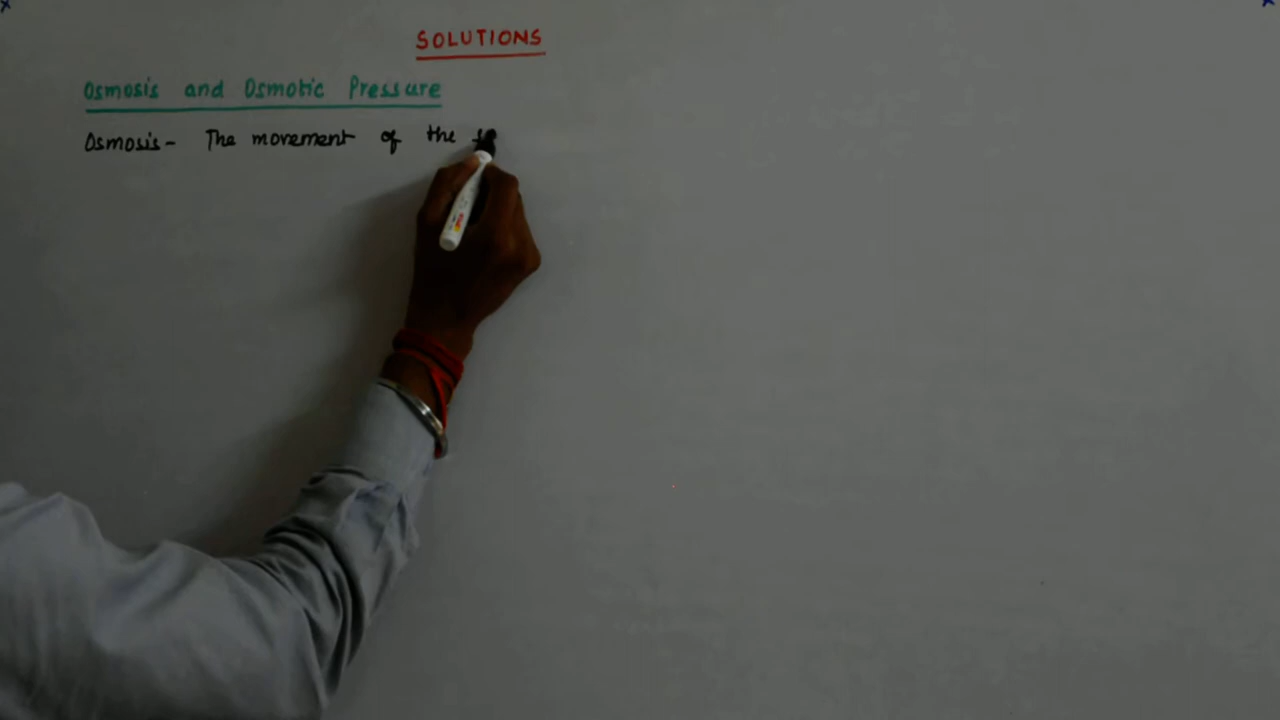 SOLUTIONS
Osmosis and Osmotic Pressure
Osmosis- The movement of the